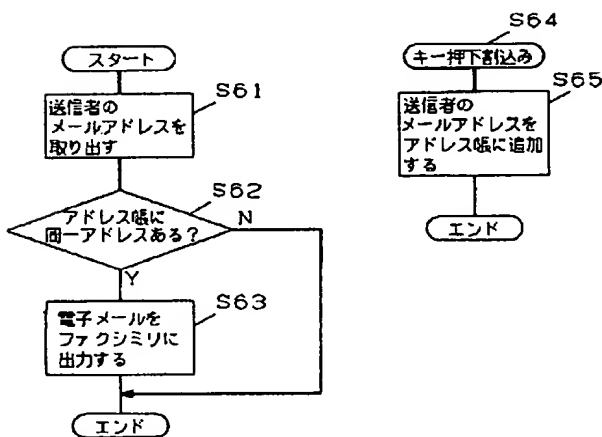 スタート
S61
送信者の
メールアドレスを
取り出す
S62
アドレス帳に
同一アドレスある?
N
Y
S63
電子メールを
ファクシミリに
出力する
エンド
S64
キー押下割込み
S65
送信者の
メールアドレスを
アドレス帳に追加
する
エンド